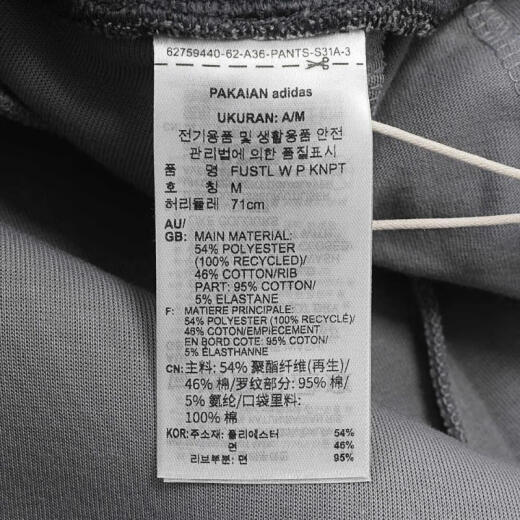 62759440-62-A36-PANTS-S31A-3
PAKAIAN adidas
UKURAN: A/M
전기용품 및 생활용품 안전
관리법에 의한 품질표시
품 명 FUSTL W P KNPT
호 칭 M
허리둘레 71cm
AU/
GB: MAIN MATERIAL:
54% POLYESTER
(100% RECYCLED)/
46% COTTON/RIB
PART: 95% COTTON/
5% ELASTANE
F: MATIERE PRINCIPALE:
54% POLYESTER (100% RECYCLÉ)/
46% COTON/EMPIECEMENT
EN BORD COTE: 95% COTON/
5% ÉLASTHANNE
CN: 主料: 54% 聚酯纤维(再生)/
46% 棉/罗纹部分: 95% 棉/
5% 氨纶/口袋里料:
100% 棉
KOR: 주소재: 폴리에스터 54%
면 46%
리브부분: 면 95%